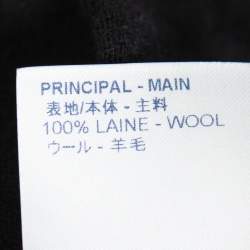 PRINCIPAL - MAIN
表地/本体 - 主料
100% LAINE - WOOL
ウール - 羊毛